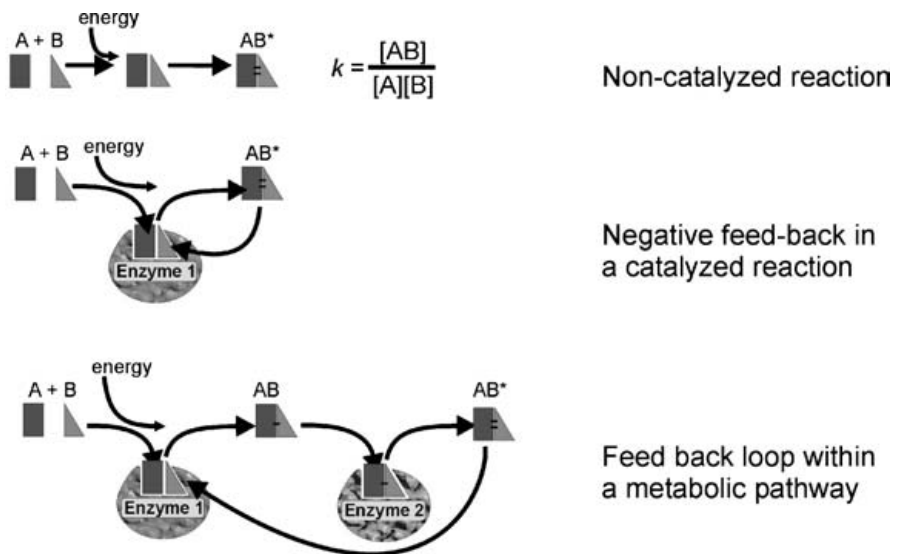 energy
A + B
AB*
k = [AB]
[A][B]
Non-catalyzed reaction
A + B
energy
AB*
Enzyme 1
Negative feed-back in
a catalyzed reaction
energy
A + B
AB
AB*
Enzyme 1
Enzyme 2
Feed back loop within
a metabolic pathway